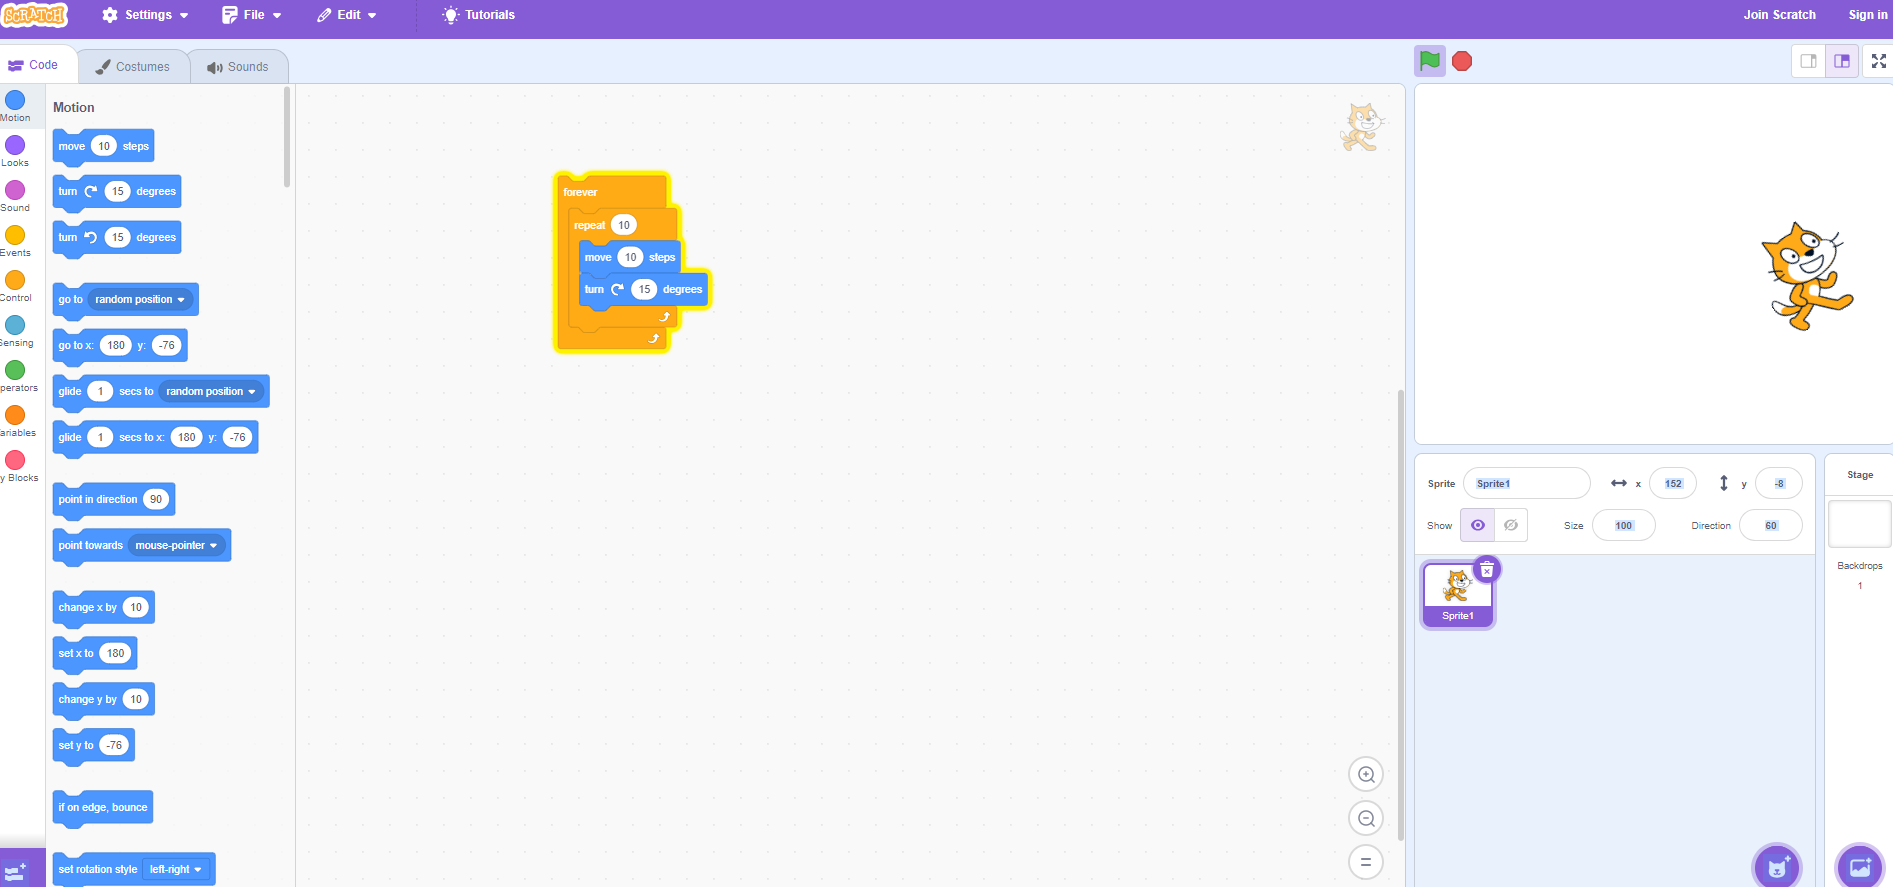 SCRATCH Settings File Edit Tutorials Join Scratch Sign in
Code Costumes Sounds
Motion
Looks
Sound
Events
Control
ensing
perators
ariables
y Blocks
Motion
move 10 steps
turn 15 degrees
turn 15 degrees
go to random position
go to x: 180 y: -76
glide 1 secs to random position
glide 1 secs to x: 180 y: -76
point in direction 90
point towards mouse-pointer
change x by 10
set x to 180
change y by 10
set y to -76
if on edge, bounce
set rotation style left-right
forever
repeat 10
move 10 steps
turn 15 degrees
Sprite Sprite1 x 152 y -8
Show Size 100 Direction 60
Sprite1
Stage
Backdrops
1